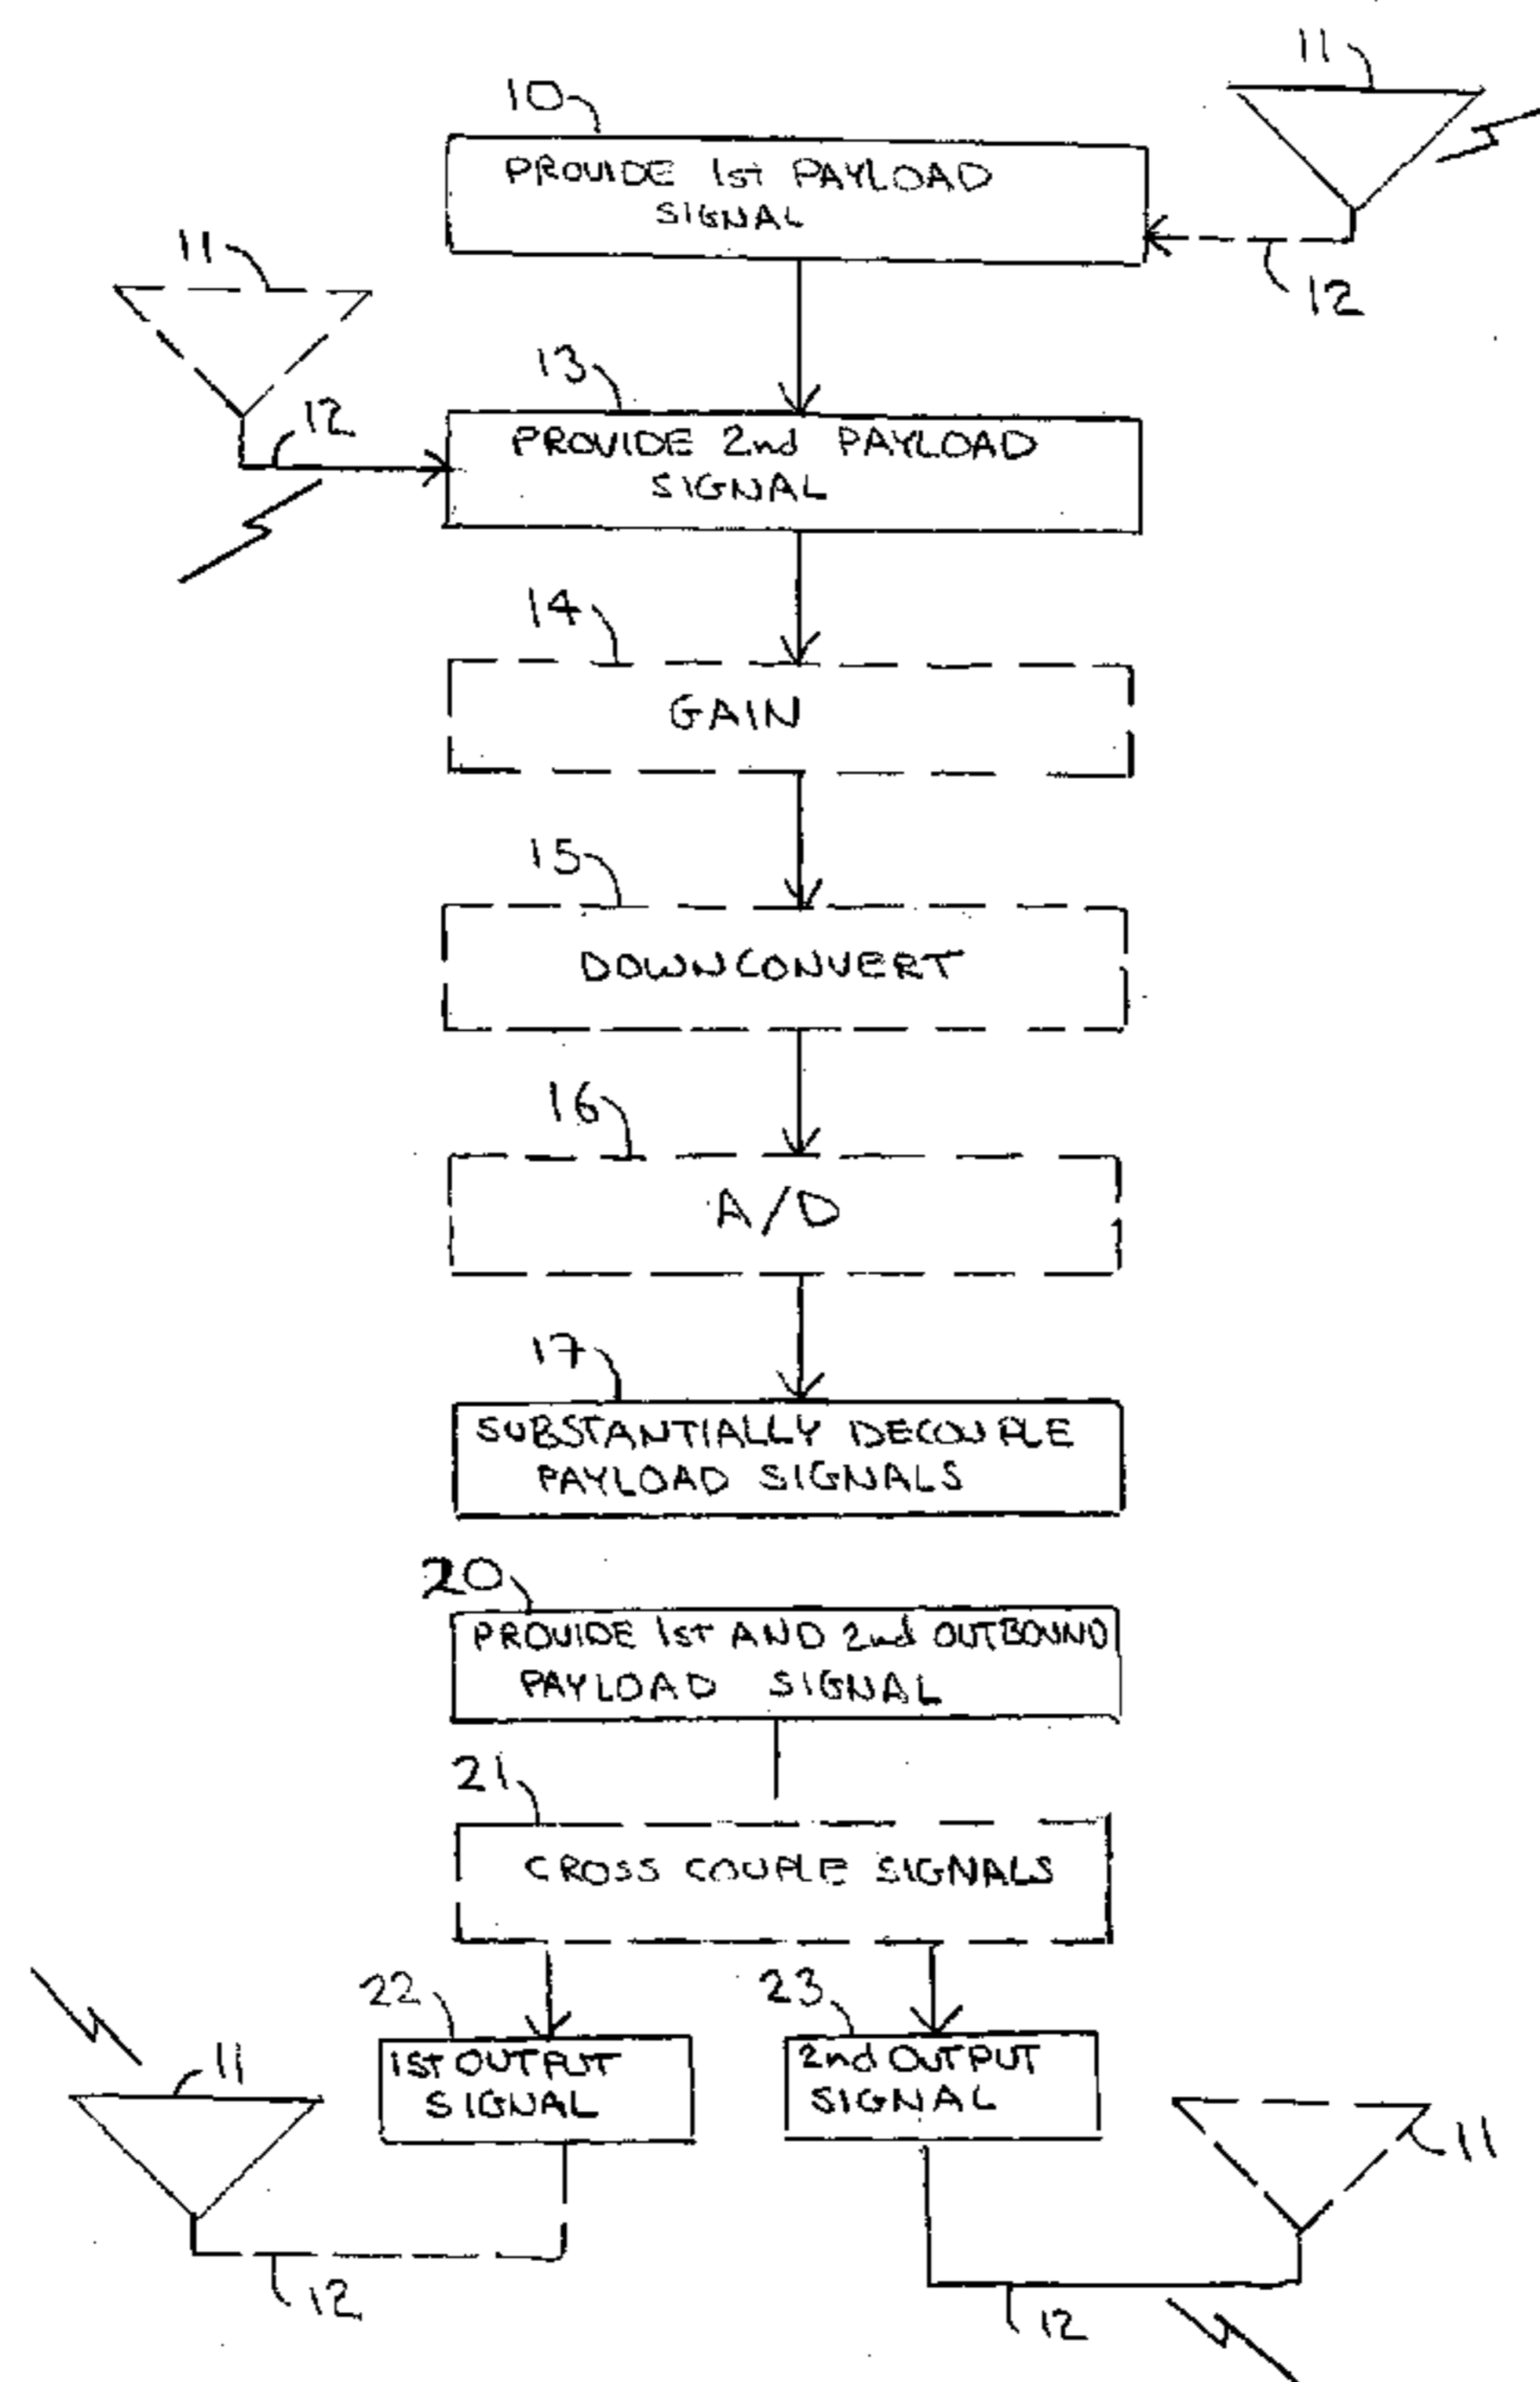 11
10
PROVIDE 1st PAYLOAD
SIGNAL
11
12
13
12
PROVIDE 2nd PAYLOAD
SIGNAL
14
GAIN
15
DOWNCONVERT
16
A/D
17
SUBSTANTIALLY DECOUPLE
PAYLOAD SIGNALS
20
PROVIDE 1st AND 2nd OUTBOUND
PAYLOAD SIGNAL
21
CROSS COUPLE SIGNALS
22
23
11
1ST OUTPUT
SIGNAL
2nd OUTPUT
SIGNAL
11
12
12